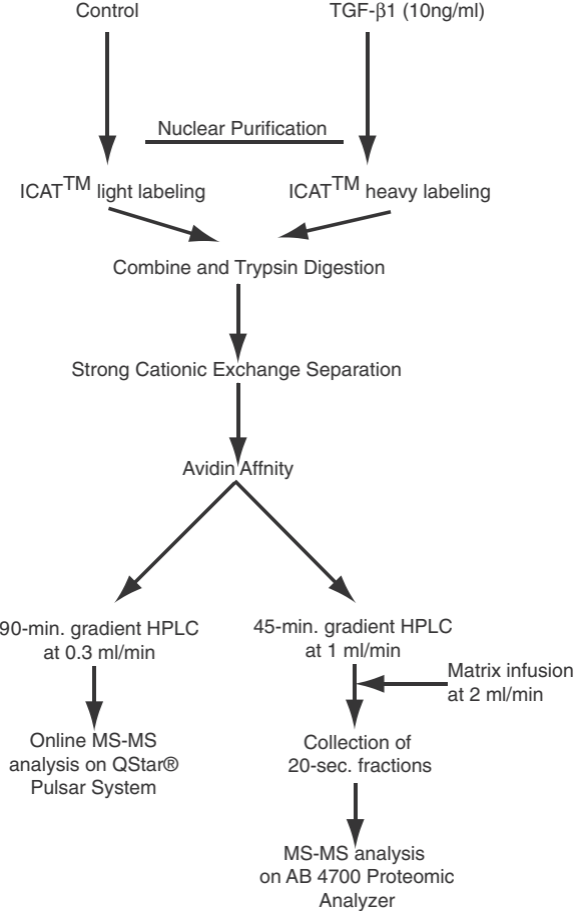 Control
TGF-β1 (10ng/ml)
Nuclear Purification
ICATTM light labeling
ICATTM heavy labeling
Combine and Trypsin Digestion
Strong Cationic Exchange Separation
Avidin Affnity
90-min. gradient HPLC
at 0.3 ml/min
45-min. gradient HPLC
at 1 ml/min
Matrix infusion
at 2 ml/min
Online MS-MS
analysis on QStar®
Pulsar System
Collection of
20-sec. fractions
MS-MS analysis
on AB 4700 Proteomic
Analyzer